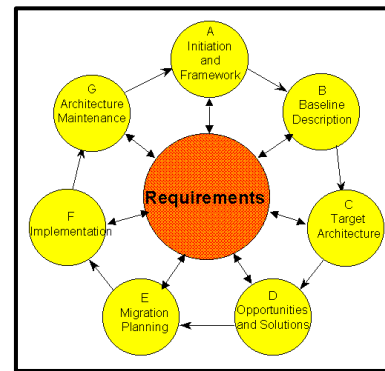 A
Initiation
and
Framework
B
Baseline
Description
C
Target
Architecture
D
Opportunities
and Solutions
E
Migration
Planning
F
Implementation
G
Architecture
Maintenance
Requirements